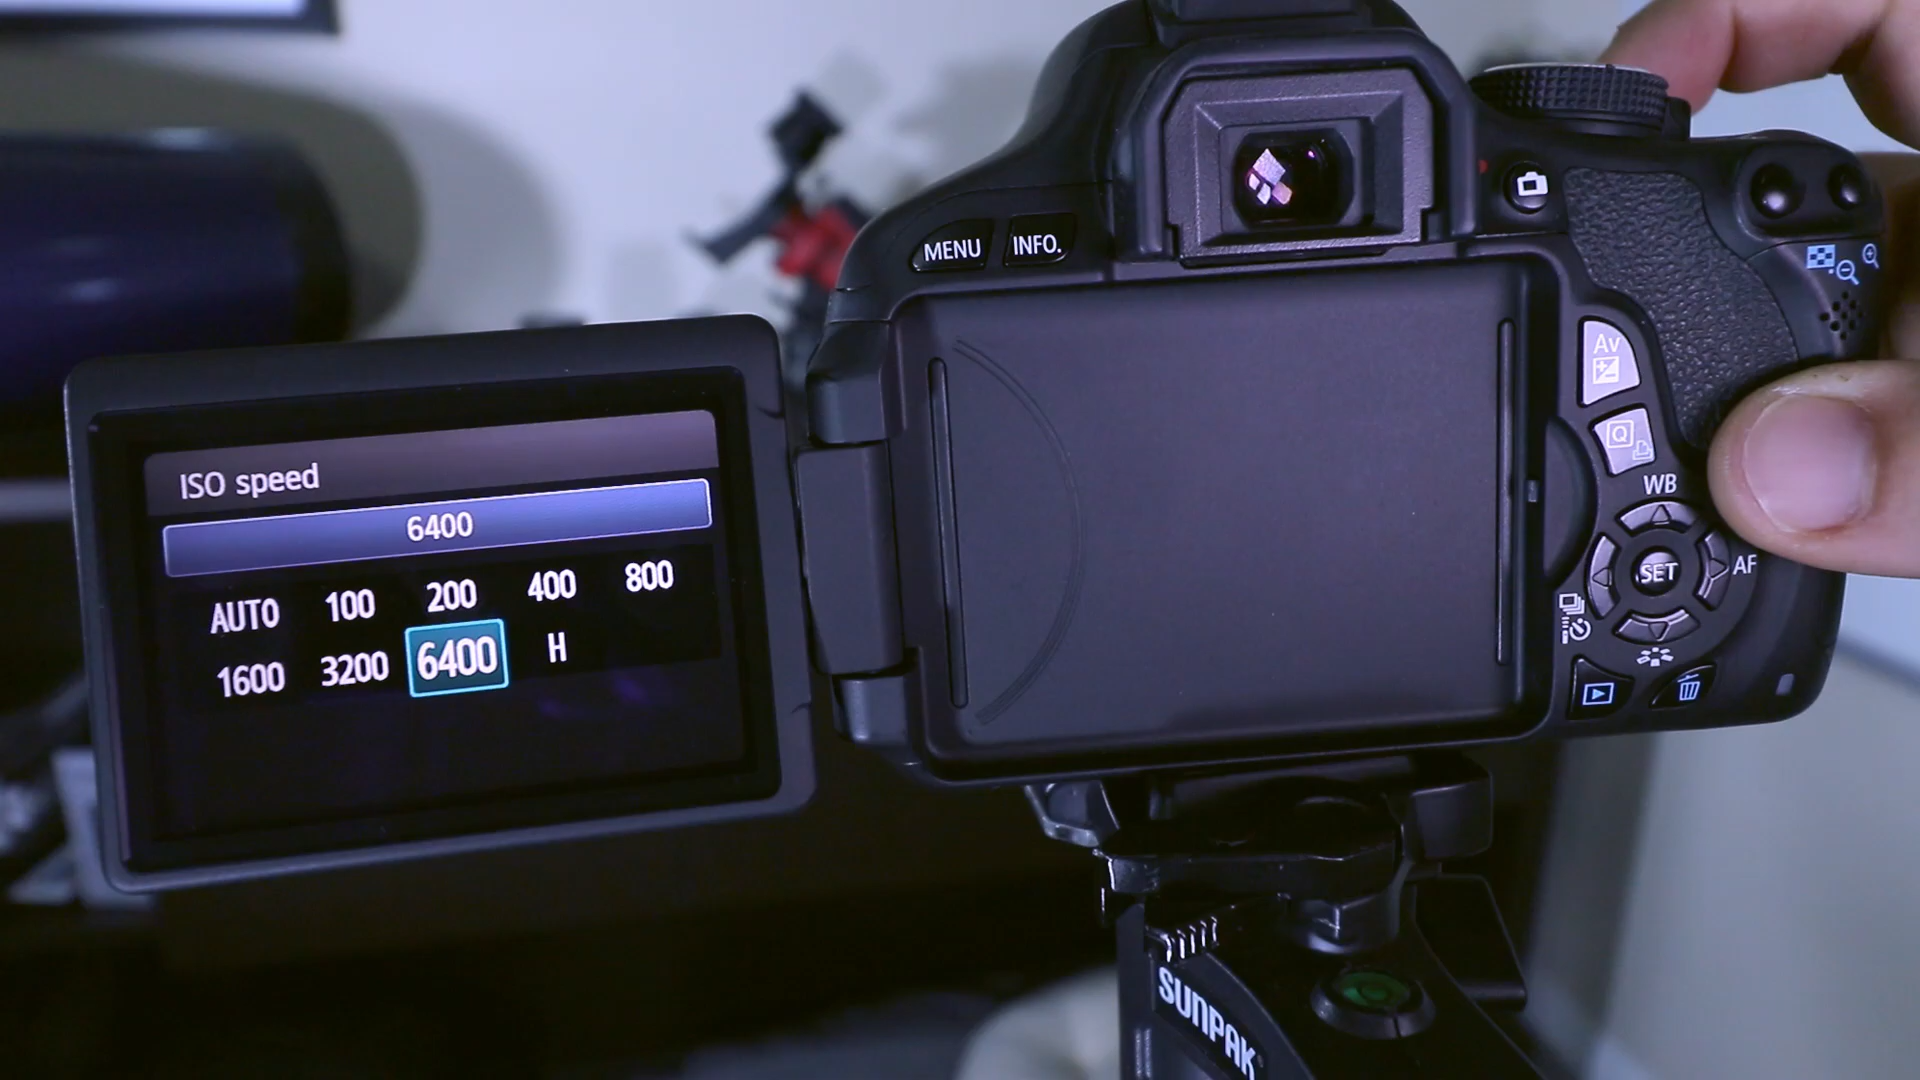 MENU INFO.
Av
Q
WB
SET
AF
ISO speed
6400
AUTO 100 200 400 800
1600 3200 6400 H
SUNPAK